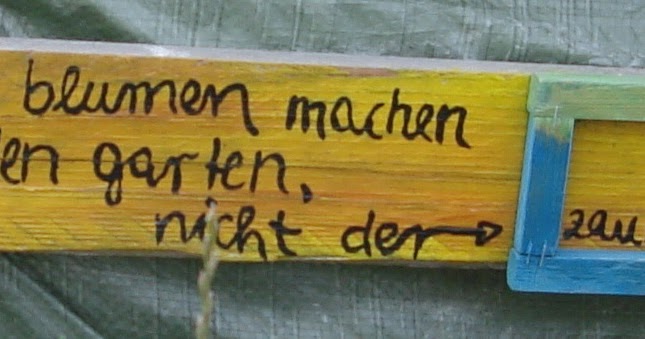 blumen machen
en garten,
nicht der → zau